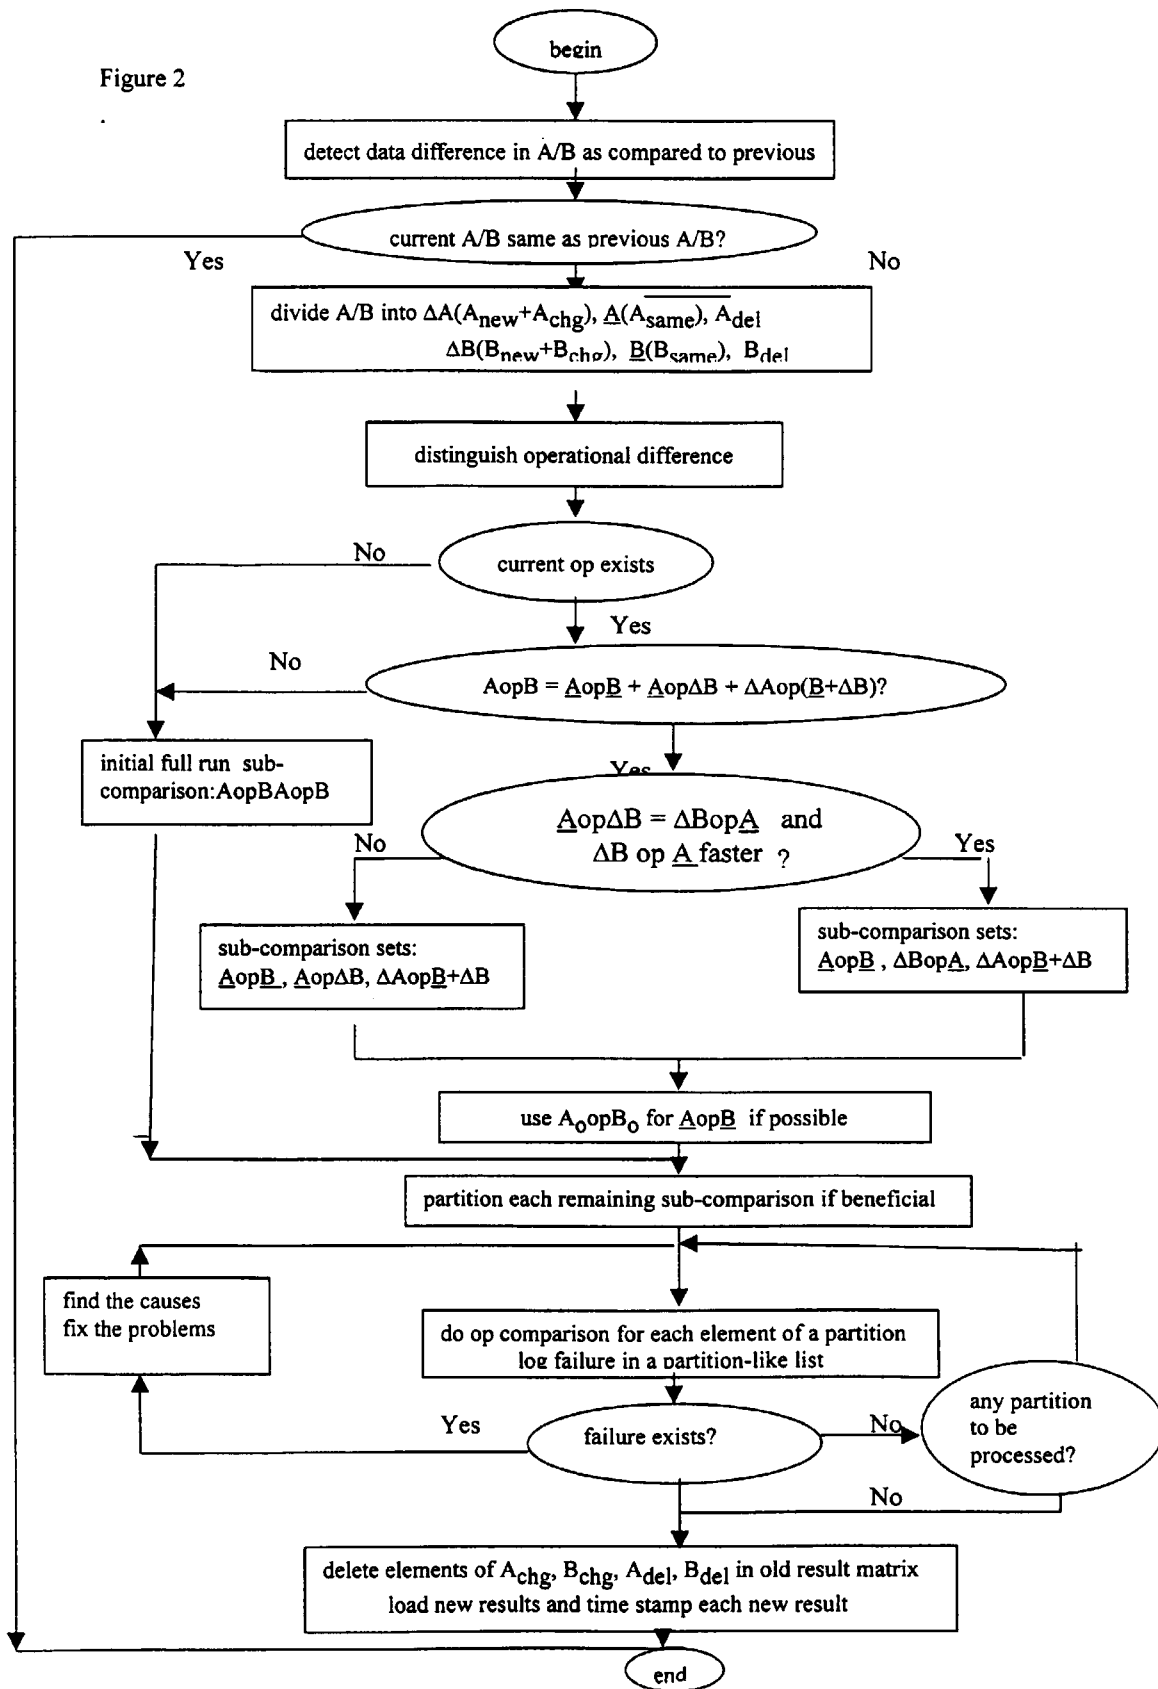 begin
Figure 2
detect data difference in A/B as compared to previous
current A/B same as previous A/B?
Yes
No
divide A/B into ΔA(Anew+Achg), A(Asame), Adel
ΔB(Bnew+Bchg), B(Bsame), Bdel
distinguish operational difference
No
current op exists
Yes
No
AopB = AopB + AopΔB + ΔAop(B+ΔB)?
initial full run sub-
comparison:AopBAopB
Yes
AopΔB = ΔBopA and
ΔB op A faster ?
No
Yes
sub-comparison sets:
AopB , AopΔB, ΔAopB+ΔB
sub-comparison sets:
AopB , ΔBopA, ΔAopB+ΔB
use AoopBo for AopB if possible
partition each remaining sub-comparison if beneficial
find the causes
fix the problems
do op comparison for each element of a partition
log failure in a partition-like list
Yes
failure exists?
No
any partition
to be
processed?
No
delete elements of Achg, Bchg, Adel, Bdel in old result matrix
load new results and time stamp each new result
end